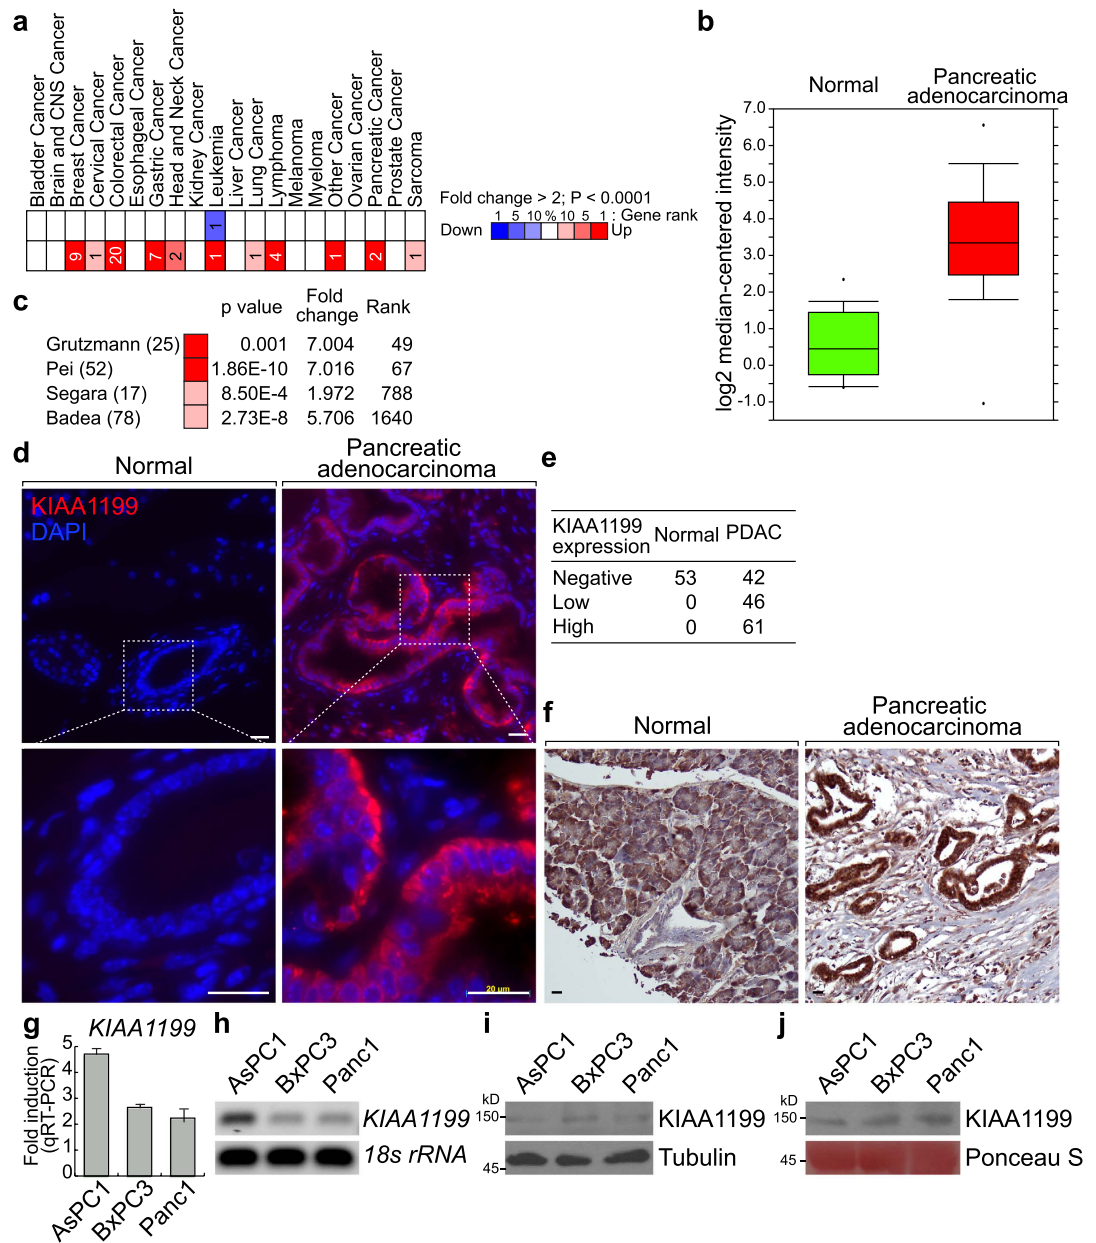 a
Bladder Cancer
Brain and CNS Cancer
Breast Cancer
Cervical Cancer
Colorectal Cancer
Esophageal Cancer
Gastric Cancer
Head and Neck Cancer
Kidney Cancer
Leukemia
Liver Cancer
Lung Cancer
Lymphoma
Melanoma
Myeloma
Other Cancer
Ovarian Cancer
Pancreatic Cancer
Prostate Cancer
Sarcoma
1
9 1 20 7 2 1 1 4 1 2 1
Fold change > 2; P < 0.0001
1 5 10 % 10 5 1 : Gene rank
Down Up
b
Normal
Pancreatic
adenocarcinoma
log2 median-centered intensity
7.0
6.0
5.0
4.0
3.0
2.0
1.0
0.0
-1.0
c
p value Fold change Rank
Grutzmann (25) 0.001 7.004 49
Pei (52) 1.86E-10 7.016 67
Segara (17) 8.50E-4 1.972 788
Badea (78) 2.73E-8 5.706 1640
d
Normal
Pancreatic
adenocarcinoma
KIAA1199
DAPI
20 µm
e
KIAA1199
expression Normal PDAC
Negative 53 42
Low 0 46
High 0 61
f
Normal
Pancreatic
adenocarcinoma
g
KIAA1199
Fold induction
(qRT-PCR)
5
4
3
2
1
0
AsPC1
BxPC3
Panc1
h
AsPC1
BxPC3
Panc1
KIAA1199
18s rRNA
i
AsPC1
BxPC3
Panc1
kD
150
KIAA1199
45
Tubulin
j
AsPC1
BxPC3
Panc1
kD
150
KIAA1199
45
Ponceau S